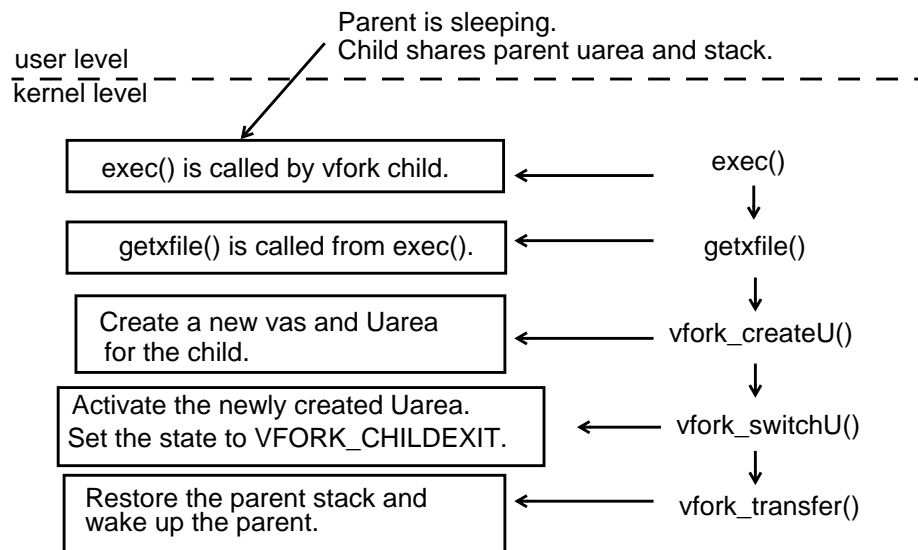 Parent is sleeping.
Child shares parent uarea and stack.
user level
kernel level
exec() is called by vfork child.
exec()
getxfile() is called from exec().
getxfile()
Create a new vas and Uarea
for the child.
vfork_createU()
Activate the newly created Uarea.
Set the state to VFORK_CHILDEXIT.
vfork_switchU()
Restore the parent stack and
wake up the parent.
vfork_transfer()